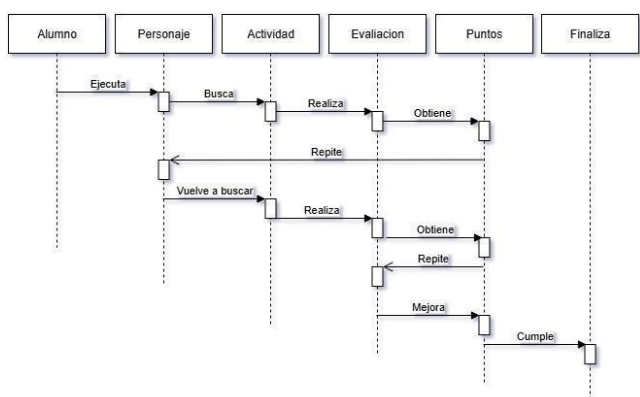 Alumno
Personaje
Actividad
Evaluacion
Puntos
Finaliza
Ejecuta
Busca
Realiza
Obtiene
Repite
Vuelve a buscar
Realiza
Obtiene
Repite
Mejora
Cumple